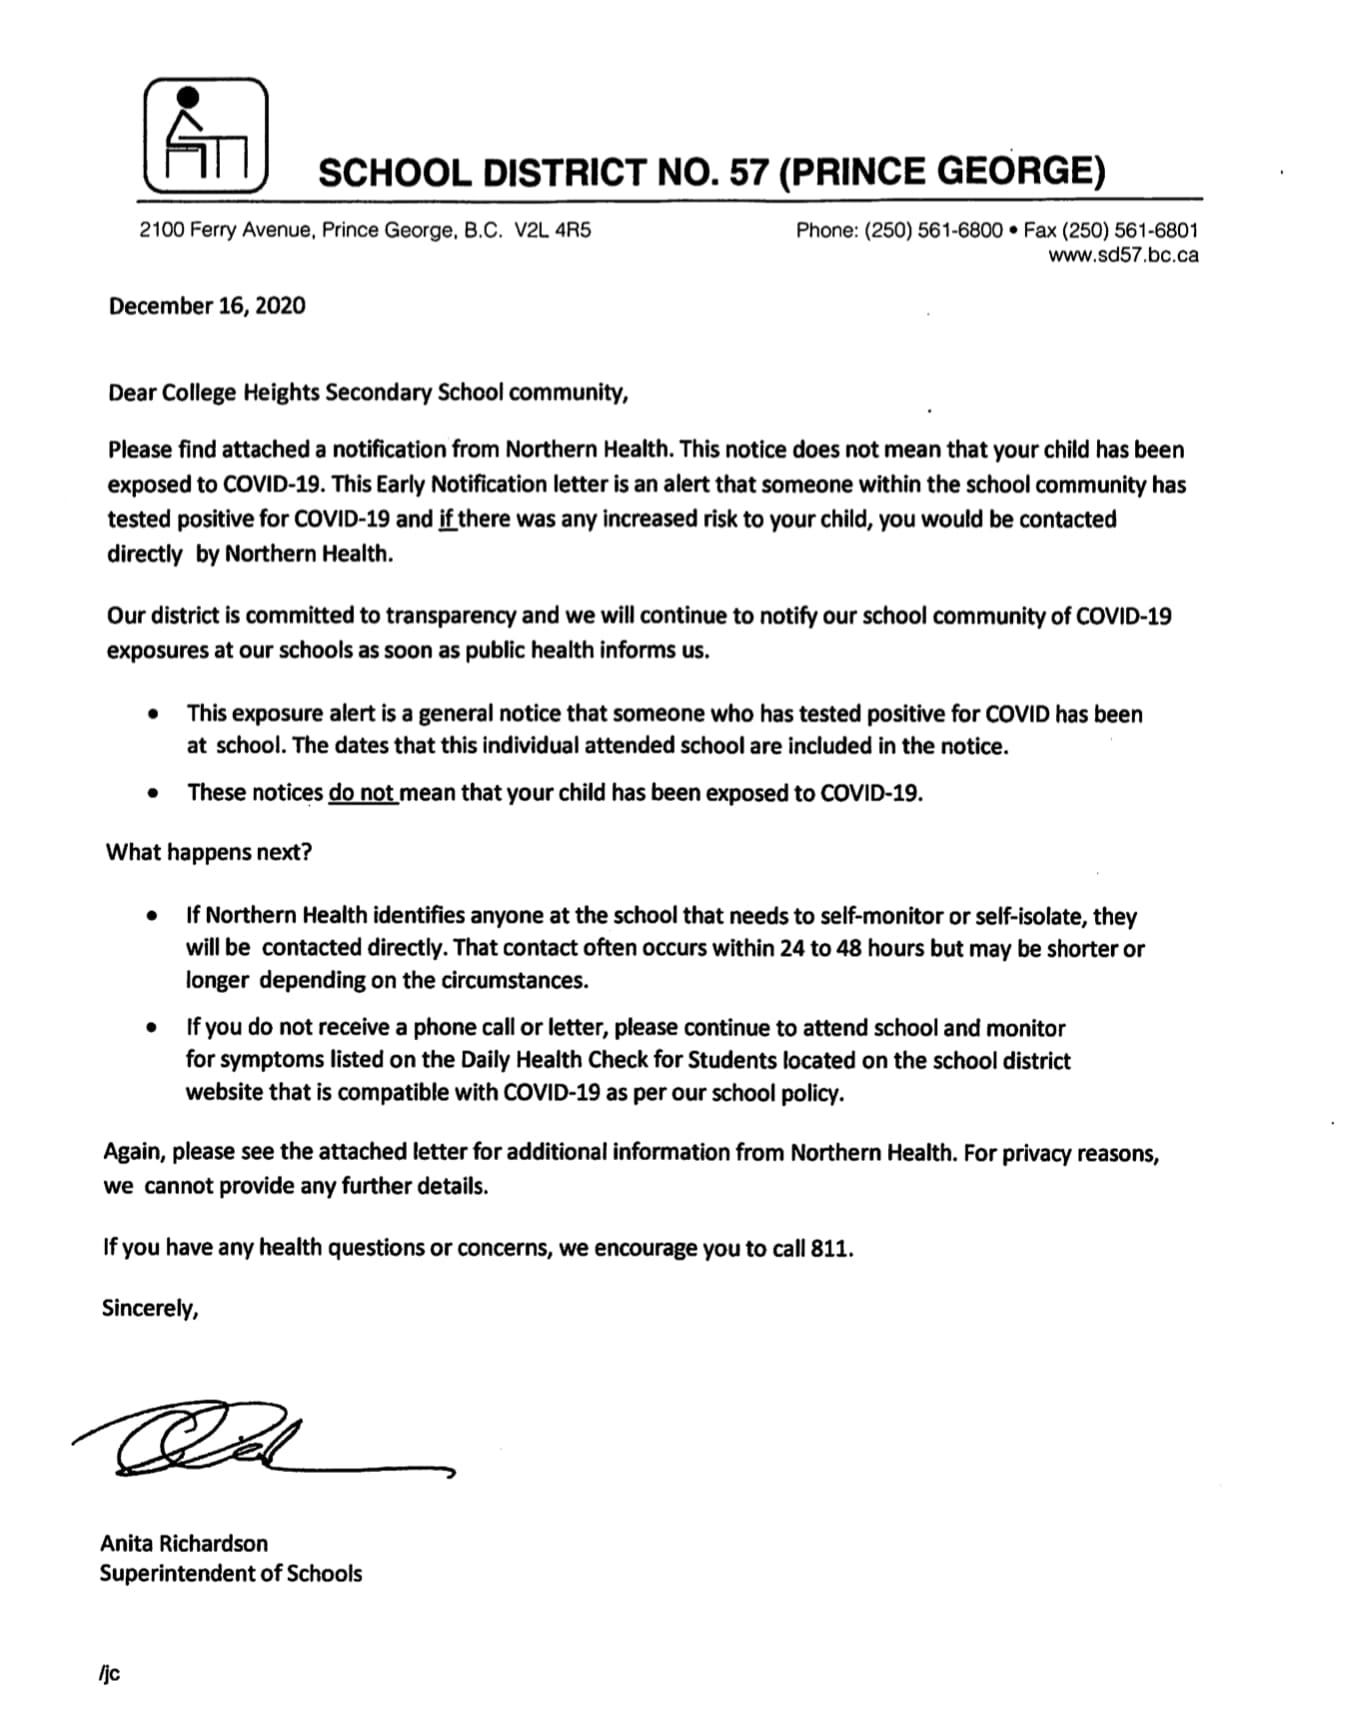 SCHOOL DISTRICT NO. 57 (PRINCE GEORGE)
2100 Ferry Avenue, Prince George, B.C. V2L 4R5
Phone: (250) 561-6800 • Fax (250) 561-6801
www.sd57.bc.ca
December 16, 2020
Dear College Heights Secondary School community,
Please find attached a notification from Northern Health. This notice does not mean that your child has been
exposed to COVID-19. This Early Notification letter is an alert that someone within the school community has
tested positive for COVID-19 and if there was any increased risk to your child, you would be contacted
directly by Northern Health.
Our district is committed to transparency and we will continue to notify our school community of COVID-19
exposures at our schools as soon as public health informs us.
• This exposure alert is a general notice that someone who has tested positive for COVID has been
at school. The dates that this individual attended school are included in the notice.
• These notices do not mean that your child has been exposed to COVID-19.
What happens next?
• If Northern Health identifies anyone at the school that needs to self-monitor or self-isolate, they
will be contacted directly. That contact often occurs within 24 to 48 hours but may be shorter or
longer depending on the circumstances.
• If you do not receive a phone call or letter, please continue to attend school and monitor
for symptoms listed on the Daily Health Check for Students located on the school district
website that is compatible with COVID-19 as per our school policy.
Again, please see the attached letter for additional information from Northern Health. For privacy reasons,
we cannot provide any further details.
If you have any health questions or concerns, we encourage you to call 811.
Sincerely,
Anita Richardson
Superintendent of Schools
/jc